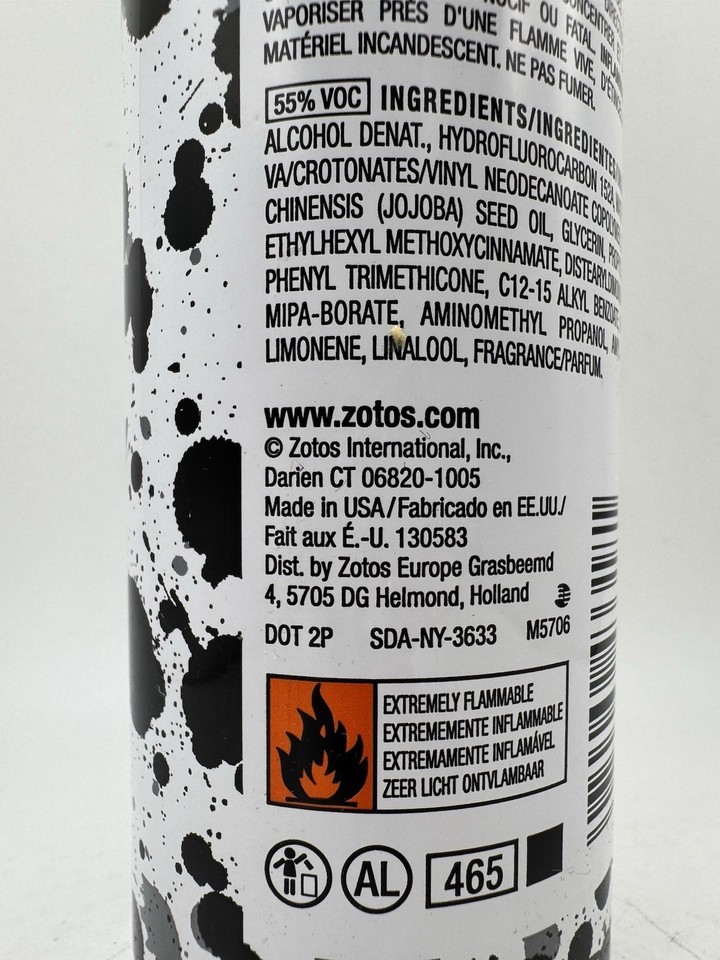 VAPORISER PRÈS D'UNE FLAMME VIVE,
MATÉRIEL INCANDESCENT. NE PAS FUMER.
55% VOC INGREDIENTS/INGREDIENTES
ALCOHOL DENAT., HYDROFLUOROCARBON 152A,
VA/CROTONATES/VINYL NEODECANOATE
CHINENSIS (JOJOBA) SEED OIL, GLYCERIN,
ETHYLHEXYL METHOXYCINNAMATE,
PHENYL TRIMETHICONE, C12-15 ALKYL
MIPA-BORATE, AMINOMETHYL PROPANOL,
LIMONENE, LINALOOL, FRAGRANCE/PARFUM.
www.zotos.com
© Zotos International, Inc.,
Darien CT 06820-1005
Made in USA/Fabricado en EE.UU./
Fait aux É.-U. 130583
Dist. by Zotos Europe Grasbeemd
4, 5705 DG Helmond, Holland
DOT 2P SDA-NY-3633 M5706
EXTREMELY FLAMMABLE
EXTREMEMENTE INFLAMMABLE
EXTREMAMENTE INFLAMÁVEL
ZEER LICHT ONTVLAMBAAR
AL 465